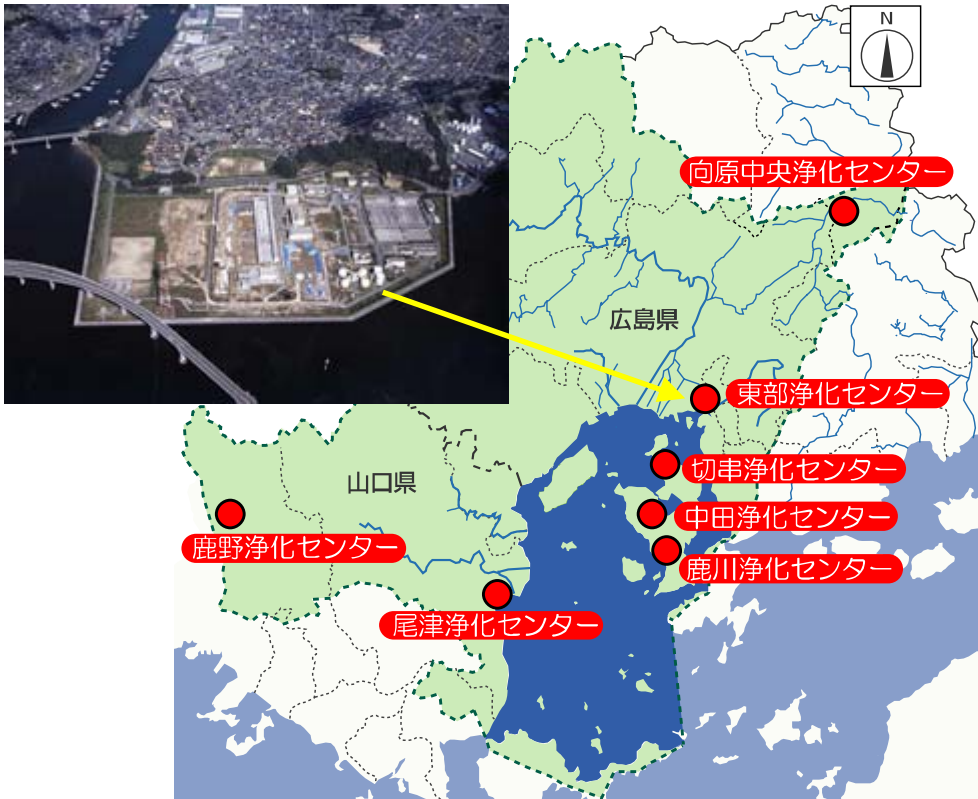 N
向原中央浄化センター
広島県
東部浄化センター
切串浄化センター
山口県
中田浄化センター
鹿野浄化センター
鹿川浄化センター
尾津浄化センター